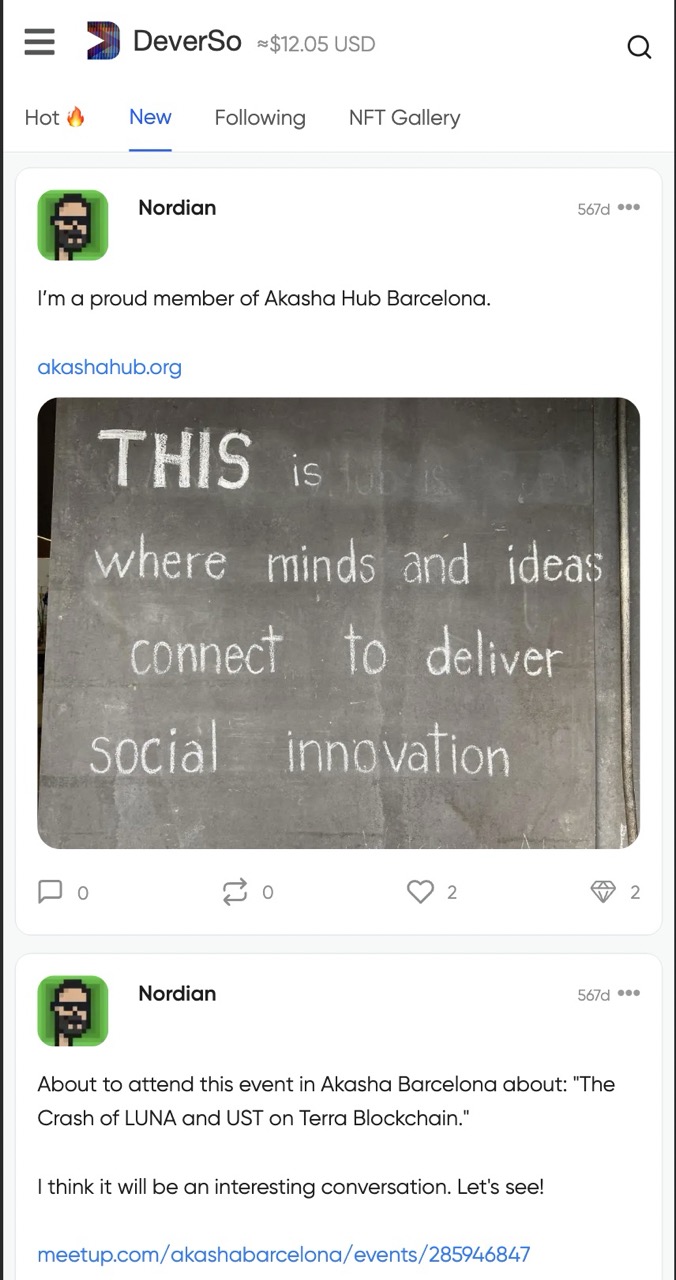 DeverSo ≈$12.05 USD
Hot 🔥 New Following NFT Gallery
Nordian 567d
I’m a proud member of Akasha Hub Barcelona.
akashahub.org
THIS is
where minds and ideas
connect to deliver
social innovation
0 0 2 2
Nordian 567d
About to attend this event in Akasha Barcelona about: "The
Crash of LUNA and UST on Terra Blockchain."
I think it will be an interesting conversation. Let's see!
meetup.com/akashabarcelona/events/285946847